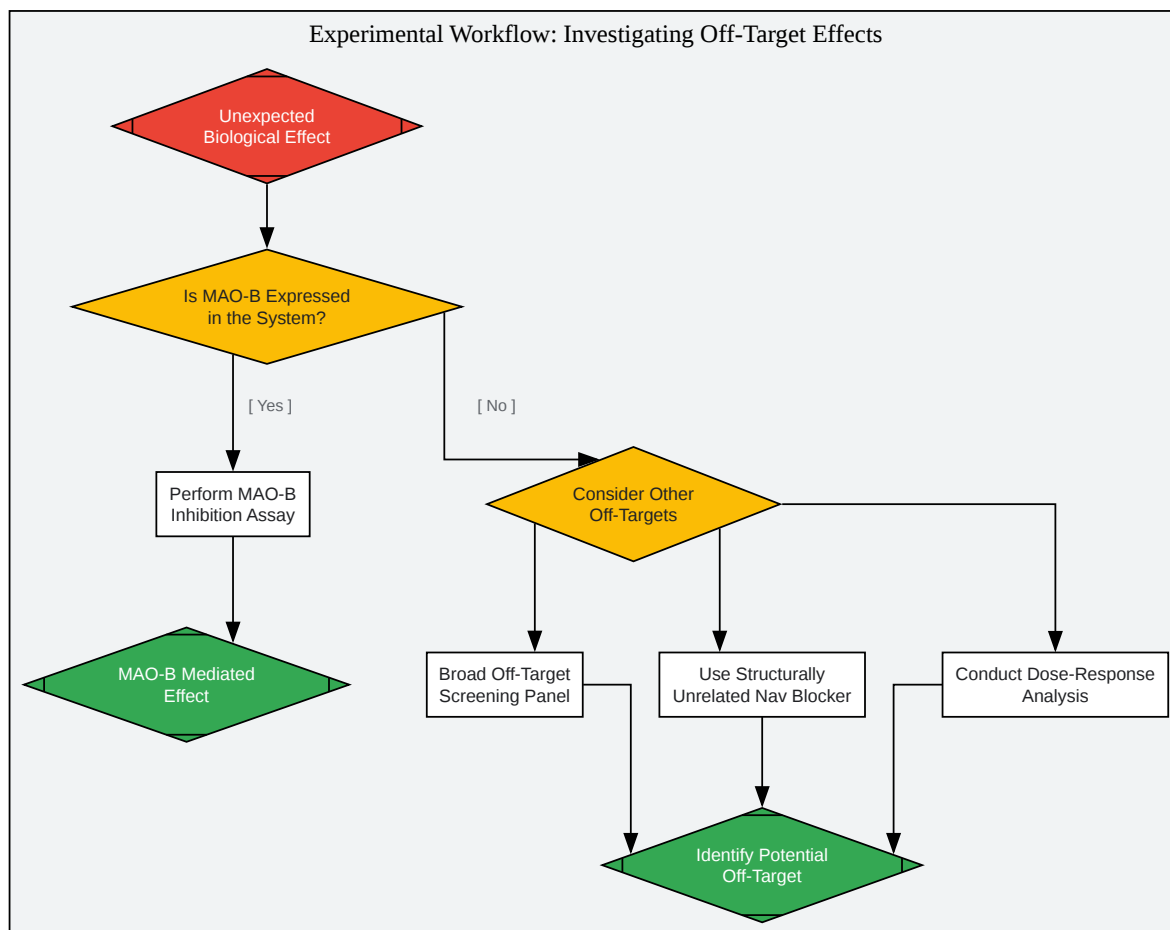 Experimental Workflow: Investigating Off-Target Effects
Unexpected
Biological Effect
Is MAO-B Expressed
in the System?
[ Yes ]
[ No ]
Perform MAO-B
Inhibition Assay
Consider Other
Off-Targets
MAO-B Mediated
Effect
Broad Off-Target
Screening Panel
Use Structurally
Unrelated Nav Blocker
Conduct Dose-Response
Analysis
Identify Potential
Off-Target